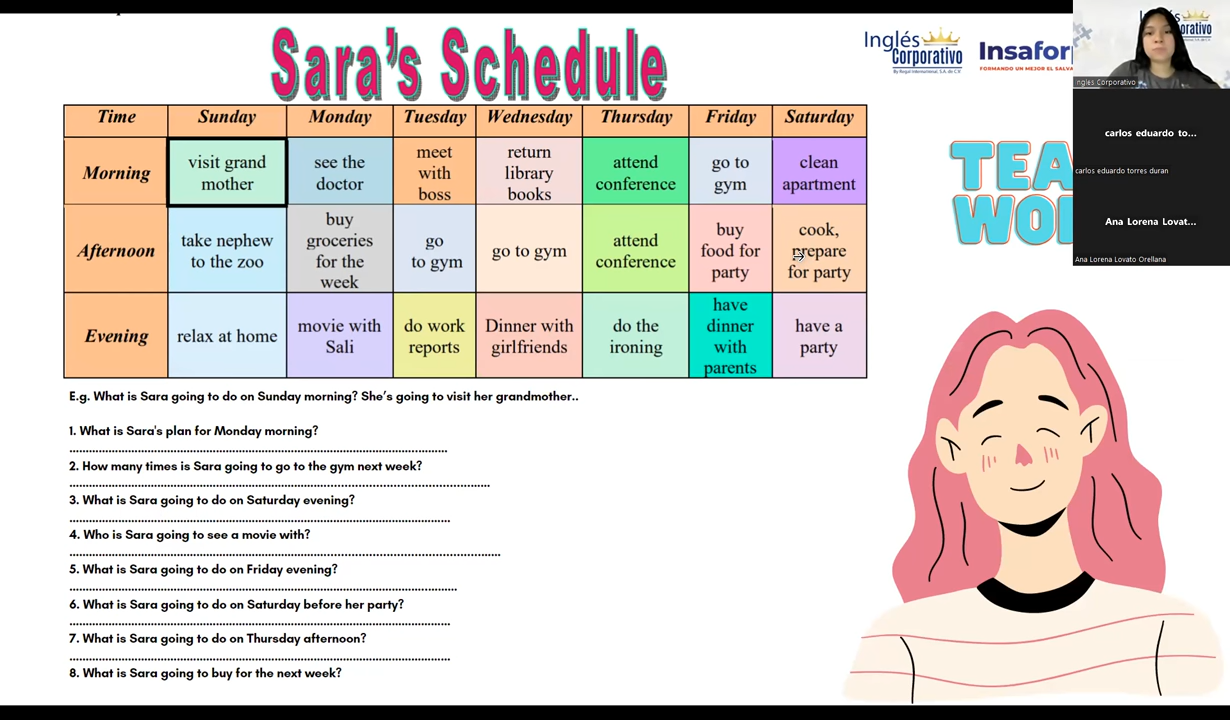 Sara's Schedule
Inglés
Corporativo
By Regal International, S.A. de C.V
Insafor
FORMANDO UN MEJOR EL SALVA
Inglés
Corporativo
ngles Corporativo
carlos eduardo to...
carlos eduardo torres duran
Ana Lorena Lovat...
Ana Lorena Lovato Orellana
TEA
WO
Time Sunday Monday Tuesday Wednesday Thursday Friday Saturday
Morning
visit grand
mother
see the
doctor
meet
with
boss
return
library
books
attend
conference
go to
gym
clean
apartment
Afternoon
take nephew
to the zoo
buy
groceries
for the
week
go
to gym
go to gym
attend
conference
buy
food for
party
cook,
prepare
for party
Evening
relax at home
movie with
Sali
do work
reports
Dinner with
girlfriends
do the
ironing
have
dinner
with
parents
have a
party
E.g. What is Sara going to do on Sunday morning? She's going to visit her grandmother..
1. What is Sara's plan for Monday morning?
2. How many times is Sara going to go to the gym next week?
3. What is Sara going to do on Saturday evening?
4. Who is Sara going to see a movie with?
5. What is Sara going to do on Friday evening?
6. What is Sara going to do on Saturday before her party?
7. What is Sara going to do on Thursday afternoon?
8. What is Sara going to buy for the next week?